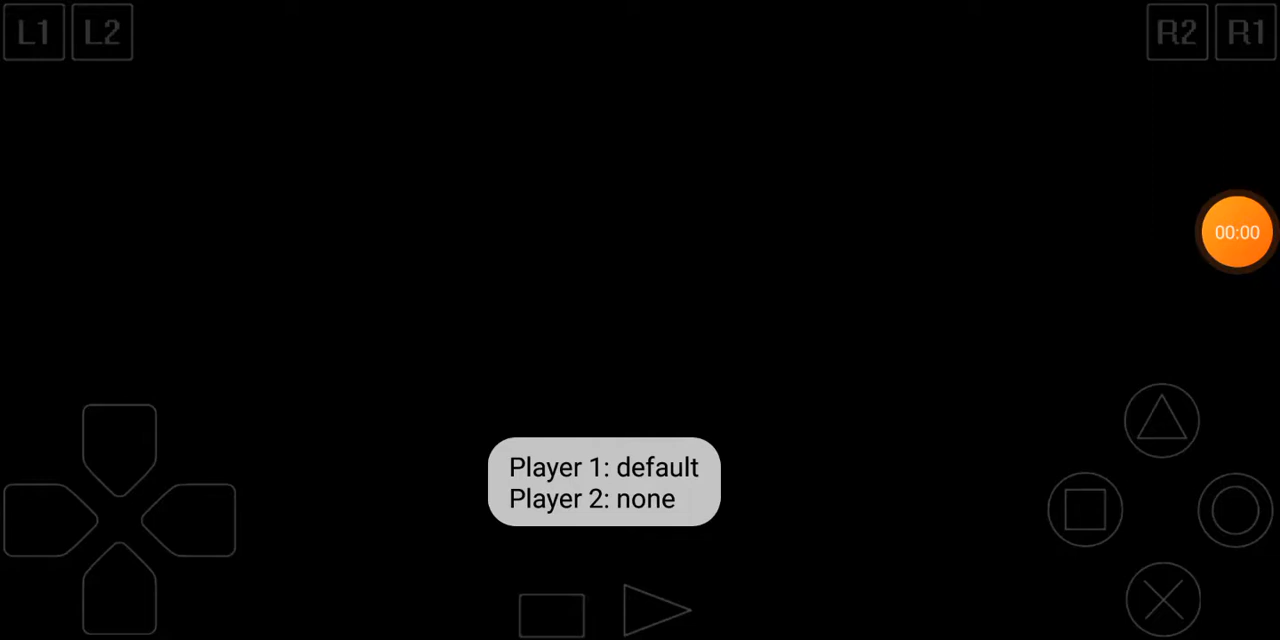 L1 L2 R2 R1
00:00
Player 1: default
Player 2: none